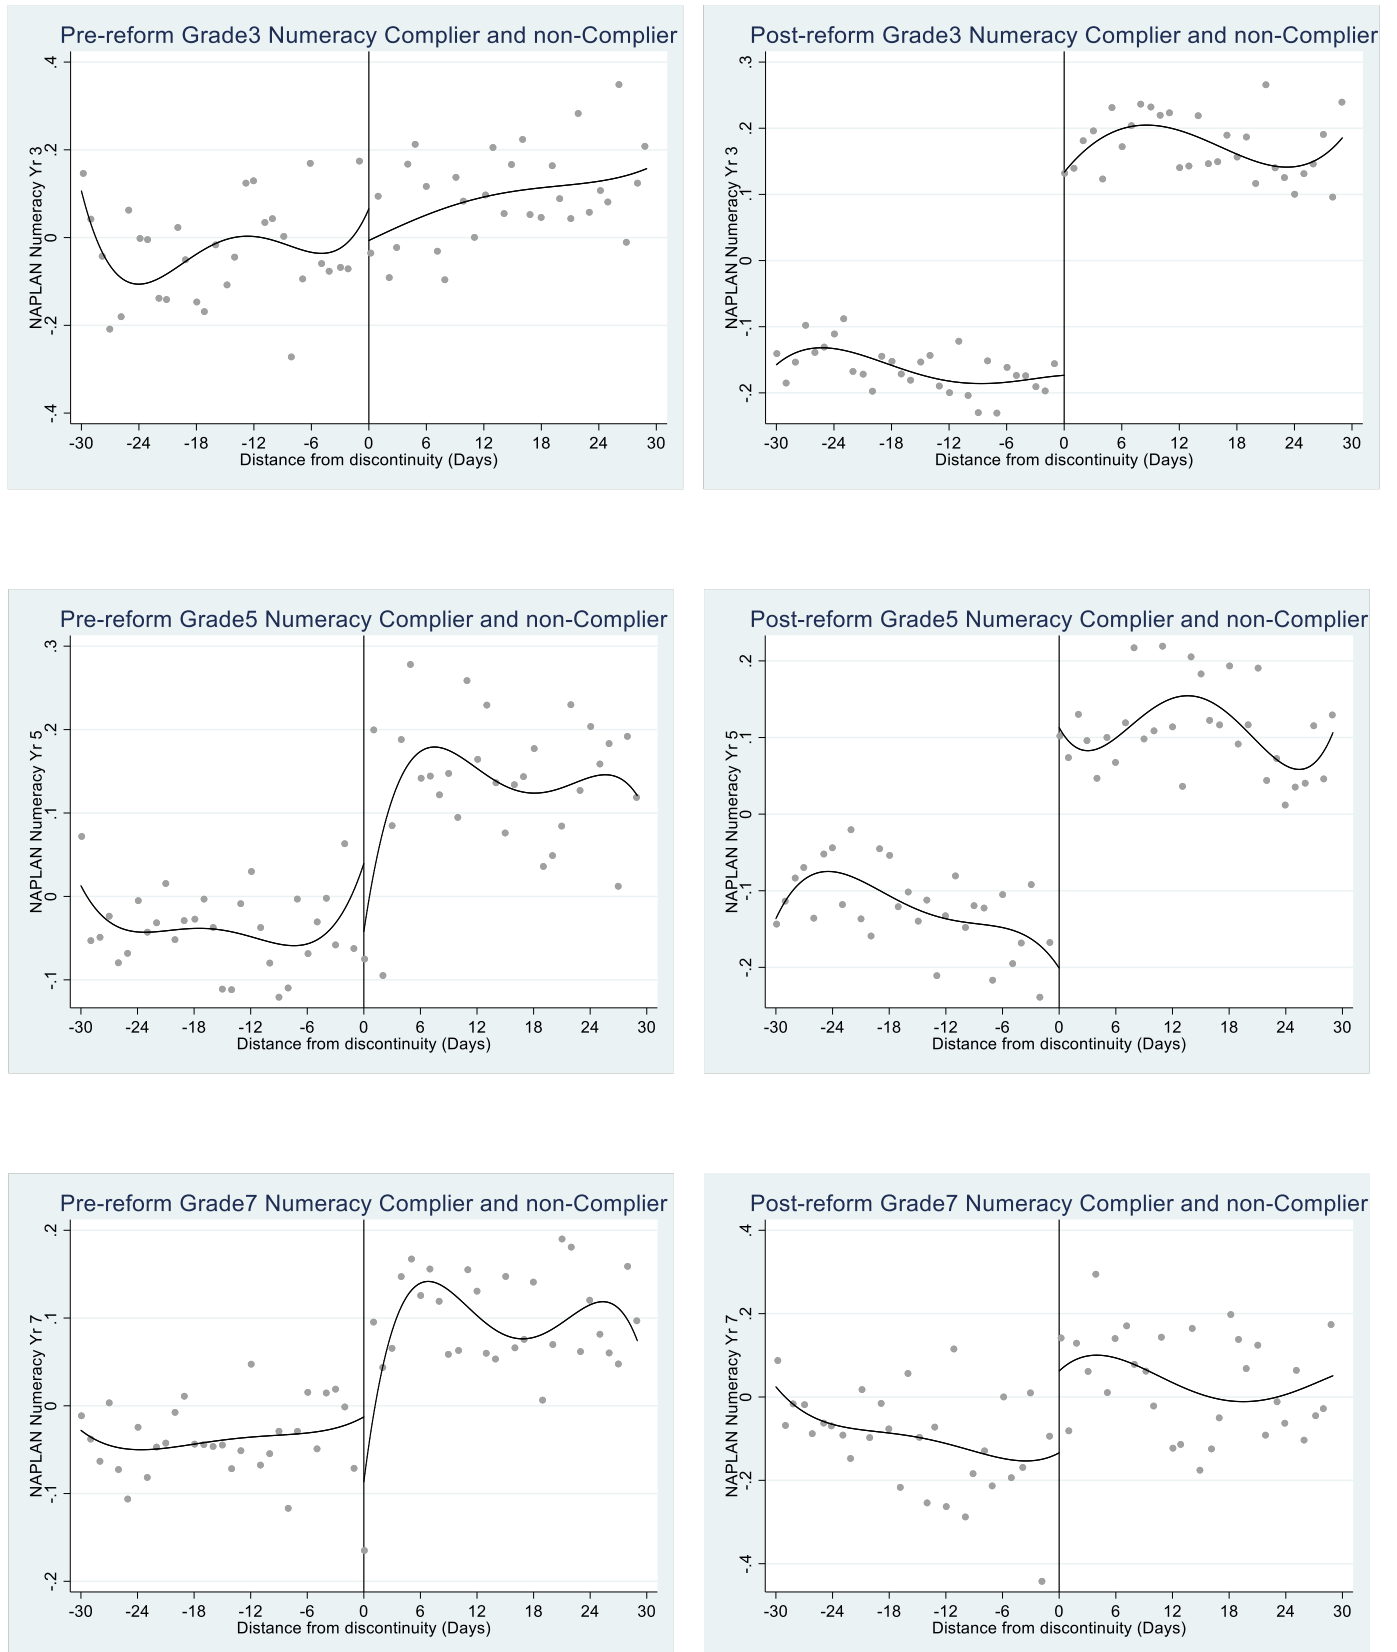 Pre-reform Grade3 Numeracy Complier and non-Complier
NAPLAN Numeracy Yr 3
.4
.2
0
-.2
-.4
-30 -24 -18 -12 -6 0 6 12 18 24 30
Distance from discontinuity (Days)
Post-reform Grade3 Numeracy Complier and non-Complier
NAPLAN Numeracy Yr 3
.3
.2
.1
0
-.1
-.2
-30 -24 -18 -12 -6 0 6 12 18 24 30
Distance from discontinuity (Days)
Pre-reform Grade5 Numeracy Complier and non-Complier
NAPLAN Numeracy Yr 5
.3
.2
.1
0
-.1
-30 -24 -18 -12 -6 0 6 12 18 24 30
Distance from discontinuity (Days)
Post-reform Grade5 Numeracy Complier and non-Complier
NAPLAN Numeracy Yr 5
.2
.1
0
-.1
-.2
-30 -24 -18 -12 -6 0 6 12 18 24 30
Distance from discontinuity (Days)
Pre-reform Grade7 Numeracy Complier and non-Complier
NAPLAN Numeracy Yr 7
.2
.1
0
-.1
-.2
-30 -24 -18 -12 -6 0 6 12 18 24 30
Distance from discontinuity (Days)
Post-reform Grade7 Numeracy Complier and non-Complier
NAPLAN Numeracy Yr 7
.4
.2
0
-.2
-.4
-30 -24 -18 -12 -6 0 6 12 18 24 30
Distance from discontinuity (Days)